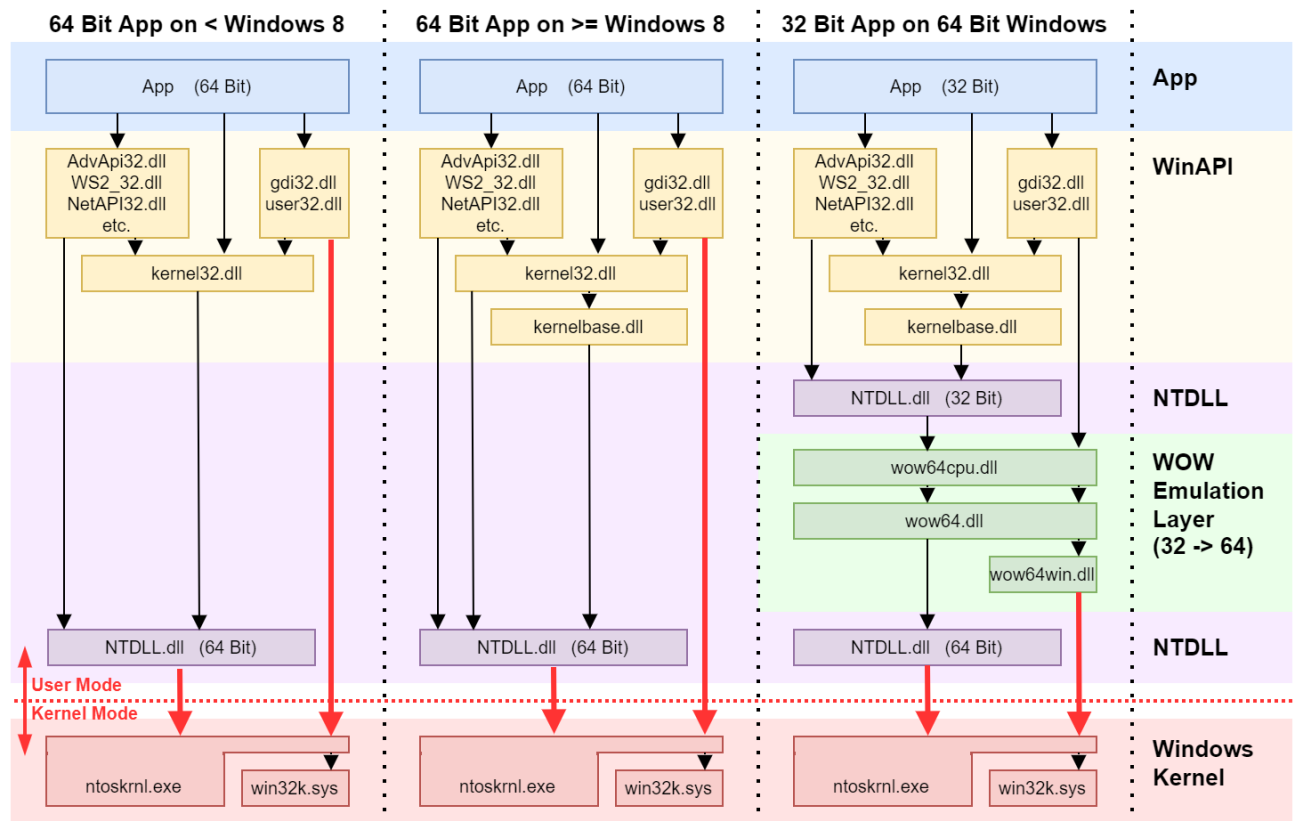 64 Bit App on < Windows 8
64 Bit App on >= Windows 8
32 Bit App on 64 Bit Windows
App (64 Bit)
App (64 Bit)
App (32 Bit)
App
AdvApi32.dll
WS2_32.dll
NetAPI32.dll
etc.
gdi32.dll
user32.dll
AdvApi32.dll
WS2_32.dll
NetAPI32.dll
etc.
gdi32.dll
user32.dll
AdvApi32.dll
WS2_32.dll
NetAPI32.dll
etc.
gdi32.dll
user32.dll
WinAPI
kernel32.dll
kernel32.dll
kernel32.dll
kernelbase.dll
kernelbase.dll
NTDLL.dll (32 Bit)
NTDLL
wow64cpu.dll
wow64.dll
wow64win.dll
WOW
Emulation
Layer
(32 -> 64)
NTDLL.dll (64 Bit)
NTDLL.dll (64 Bit)
NTDLL.dll (64 Bit)
NTDLL
User Mode
Kernel Mode
ntoskrnl.exe
win32k.sys
ntoskrnl.exe
win32k.sys
ntoskrnl.exe
win32k.sys
Windows
Kernel